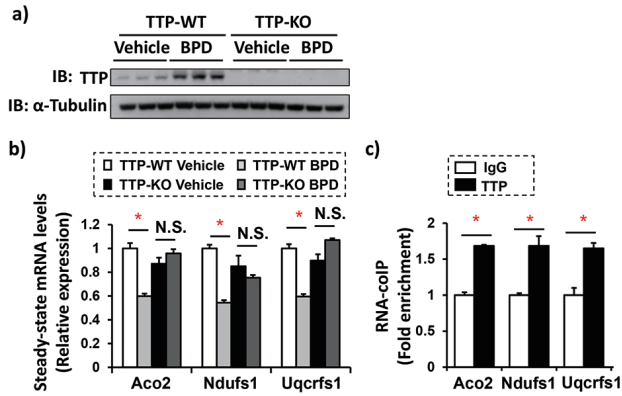 a)
TTP-WT TTP-KO
Vehicle BPD Vehicle BPD
IB: TTP
IB: α-Tubulin
b)
TTP-WT Vehicle TTP-WT BPD
TTP-KO Vehicle TTP-KO BPD
Steady-state mRNA levels
(Relative expression)
1.2
1
0.8
0.6
0.4
0.2
0
* N.S. * N.S. * N.S.
Aco2 Ndufs1 Uqcrfs1
c)
IgG
TTP
RNA-coIP
(Fold enrichment)
2
1.5
1
0.5
0
* * *
Aco2 Ndufs1 Uqcrfs1